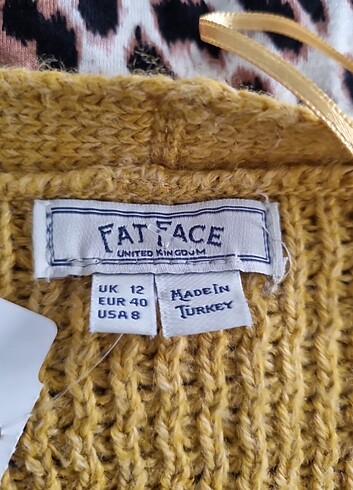 FAT FACE
UNITED KINGDOM
UK 12
EUR 40
USA 8
MADE IN
TURKEY